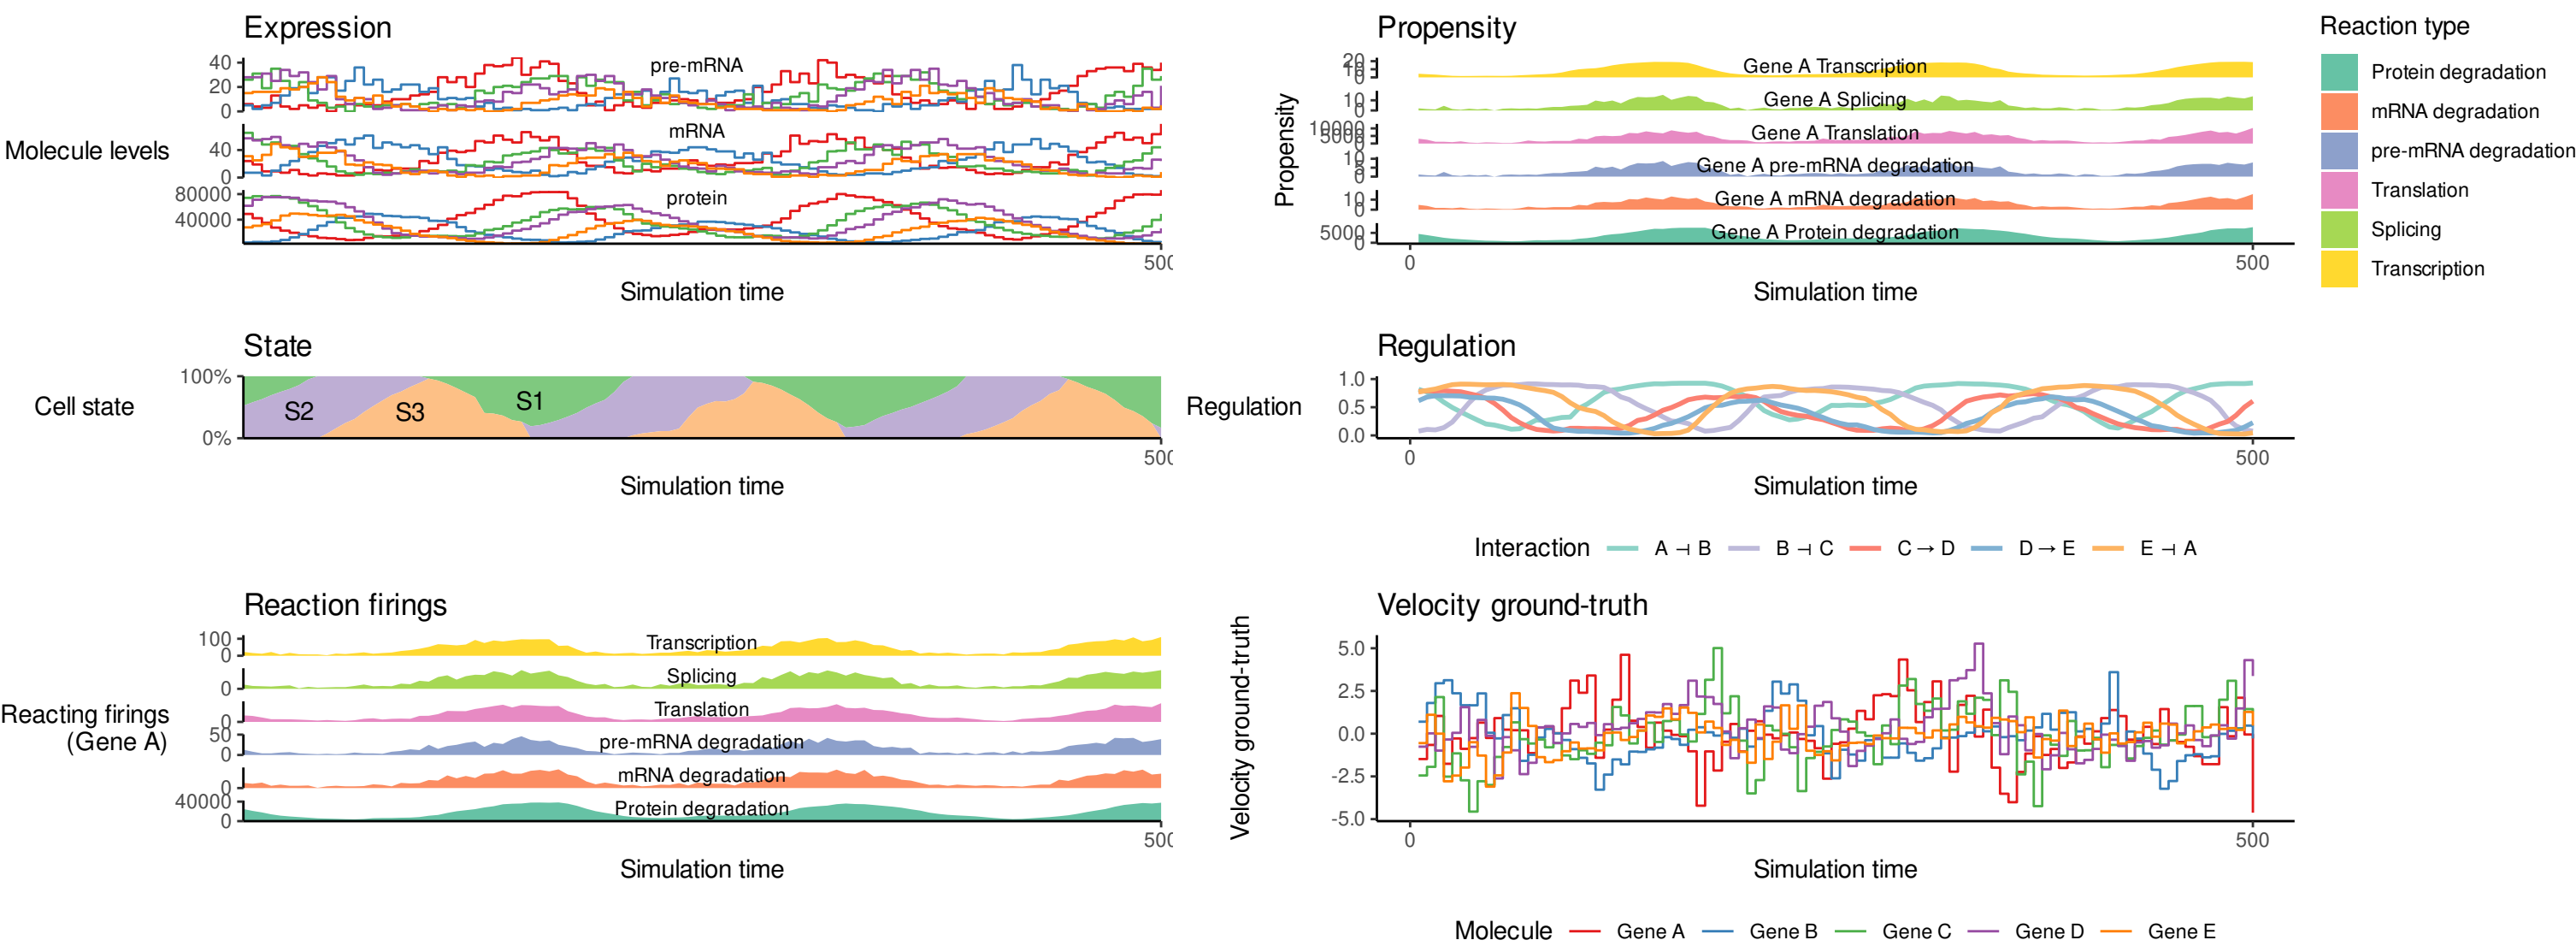 Expression
40
20
0
pre-mRNA
Molecule levels
40
0
mRNA
80000
40000
protein
500
Simulation time
Propensity
Propensity
20
10
0
Gene A Transcription
10
0
Gene A Splicing
10000
5000
0
Gene A Translation
10
5
0
Gene A pre-mRNA degradation
10
0
Gene A mRNA degradation
5000
0
Gene A Protein degradation
0
500
Simulation time
Reaction type
Protein degradation
mRNA degradation
pre-mRNA degradation
Translation
Splicing
Transcription
State
Cell state
100%
0%
S2
S3
S1
500
Simulation time
Regulation
Regulation
1.0
0.5
0.0
0
500
Simulation time
Interaction
A ⊣ B
B ⊣ C
C → D
D → E
E ⊣ A
Reaction firings
Reacting firings
(Gene A)
100
0
Transcription
0
Splicing
0
Translation
50
0
pre-mRNA degradation
0
mRNA degradation
40000
0
Protein degradation
500
Simulation time
Velocity ground-truth
Velocity ground-truth
5.0
2.5
0.0
-2.5
-5.0
0
500
Simulation time
Molecule
Gene A
Gene B
Gene C
Gene D
Gene E